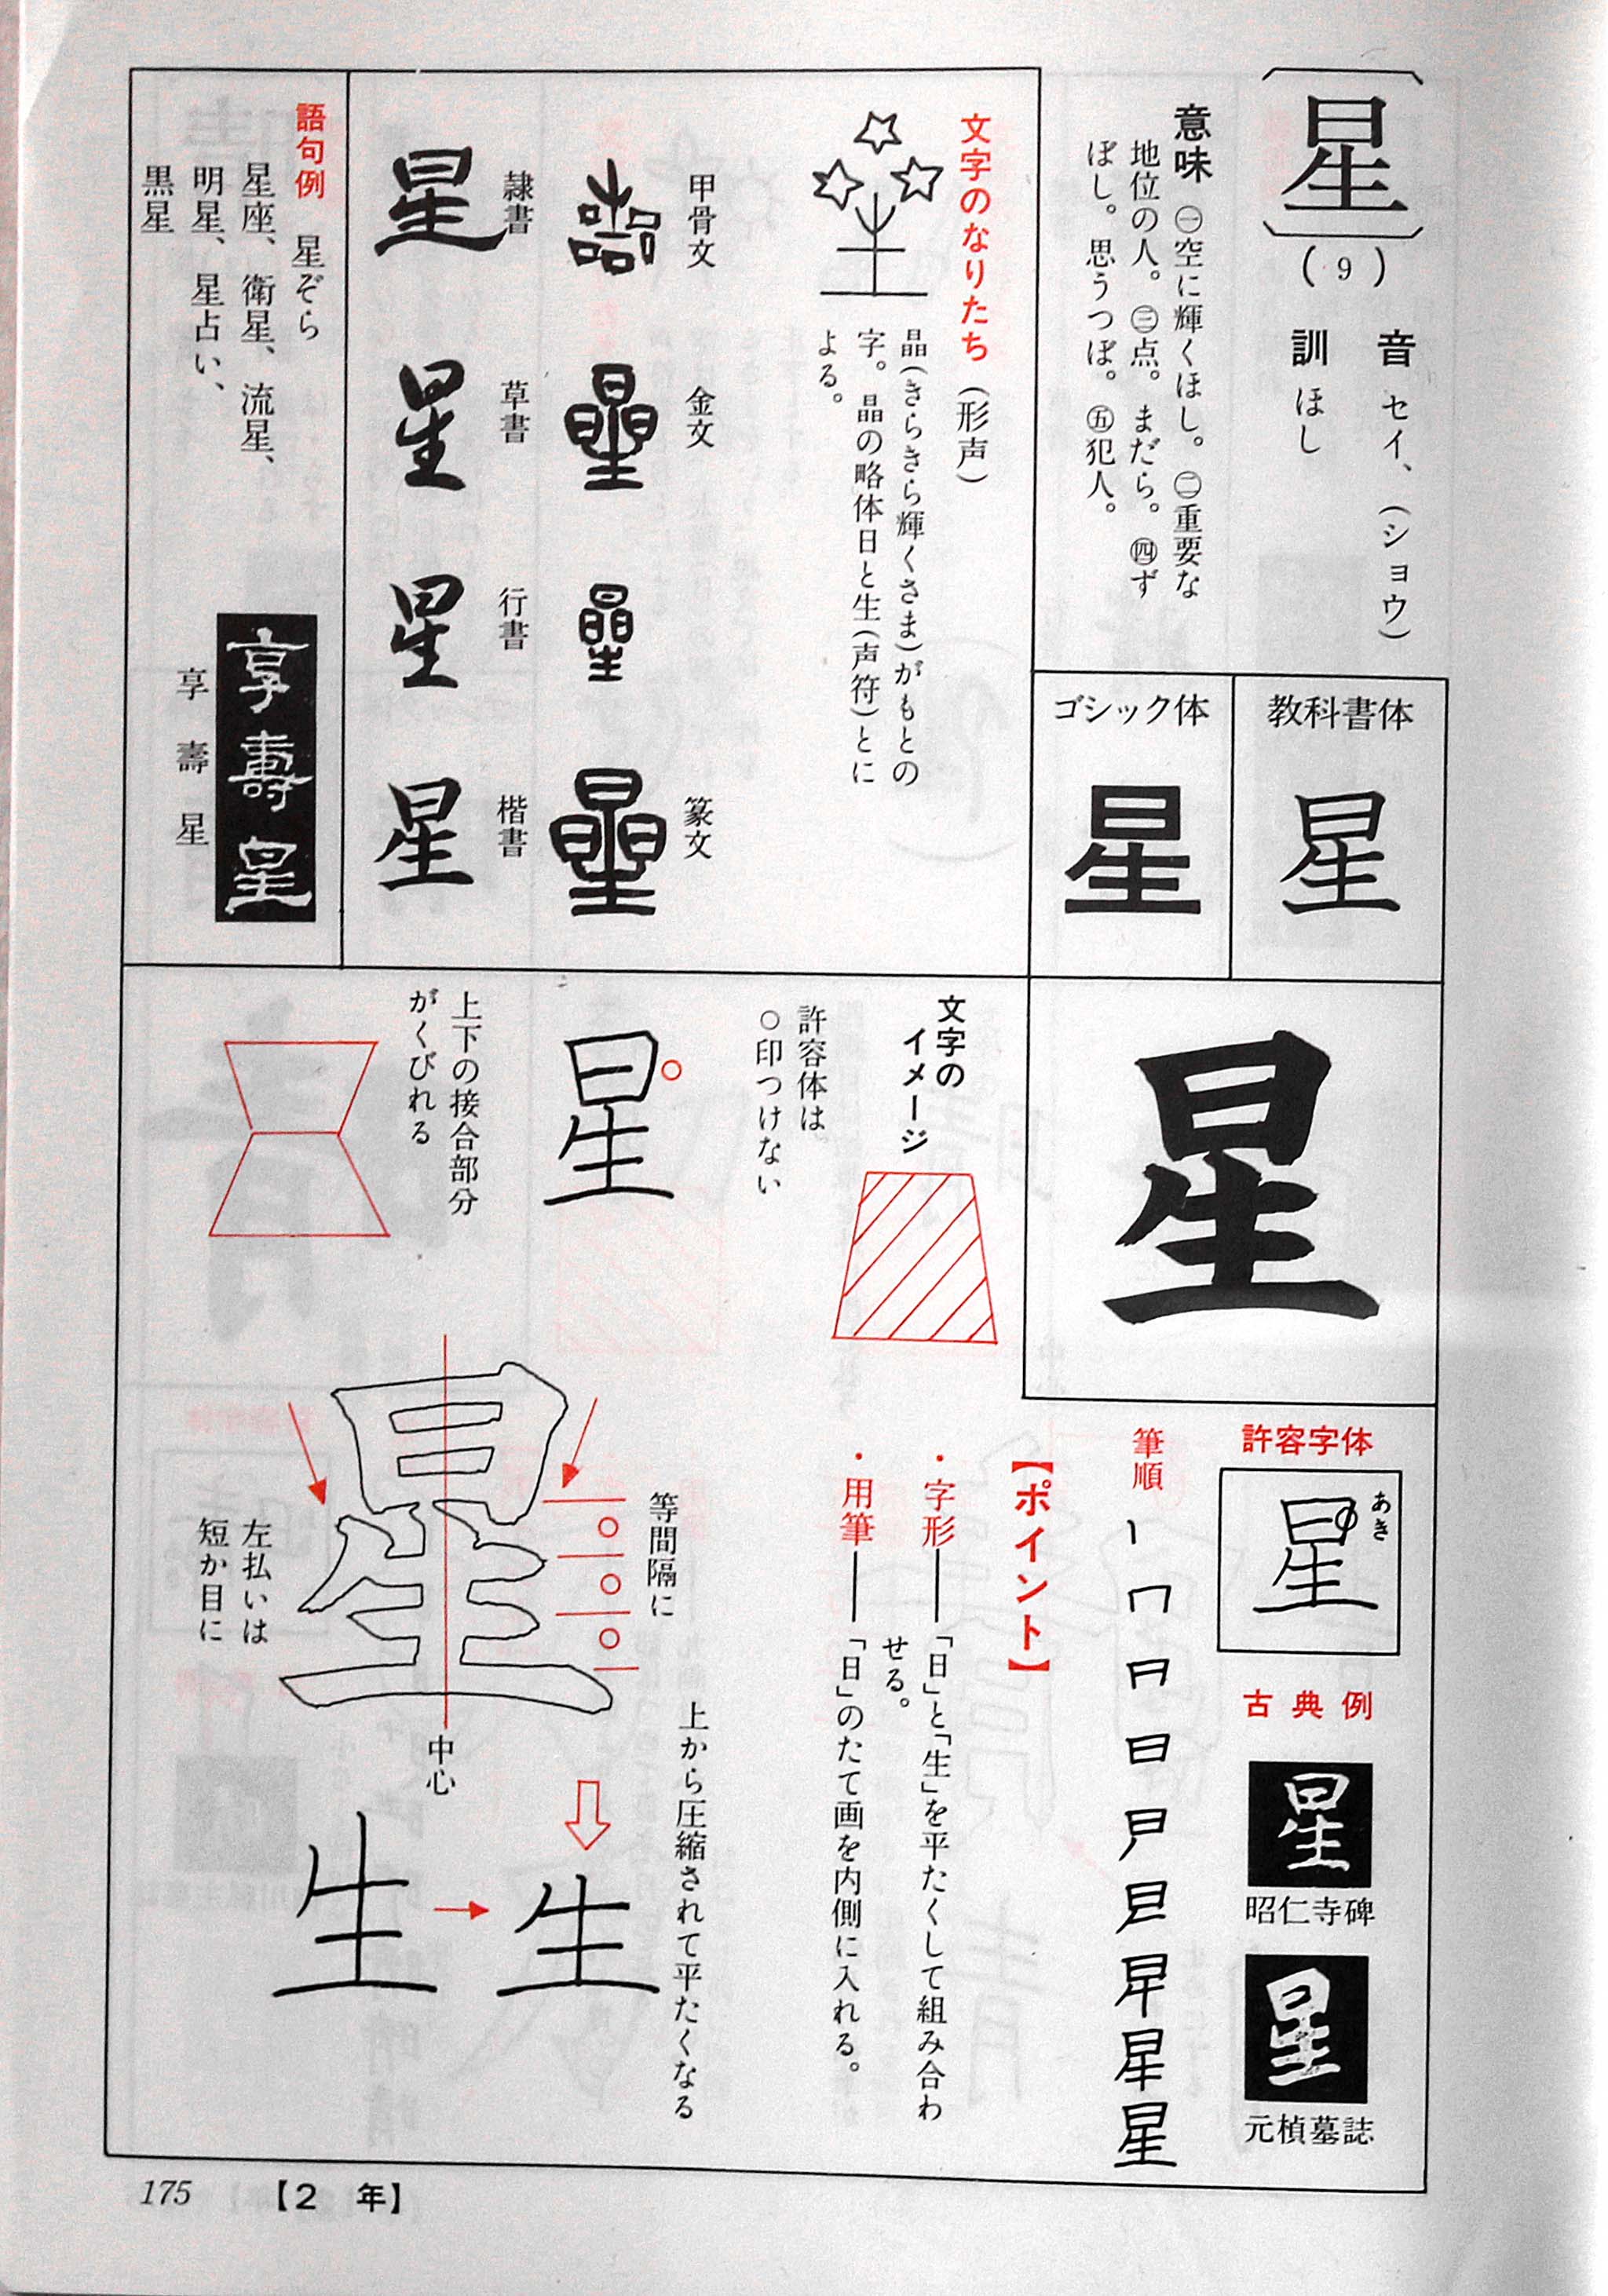 星
(9)
音 セイ、(ショウ)
訓 ほし
意味 ㊀空に輝くほし。㊁重要な
地位の人。㊂点。まだら。㊃ず
ぼし。思うつぼ。㊄犯人。
教科書体
星
ゴシック体
星
文字のなりたち (形声)
晶(きらきら輝くさま)がもとの
字。晶の略体日と生(声符)とに
よる。
甲骨文
金文
篆文
隷書
星
草書
星
行書
星
楷書
星
語句例 星ぞら
星座、衛星、流星、
明星、星占い、
黒星
享壽星
享 壽 星
星
許容字体
あき
星
古典例
星
昭仁寺碑
星
元楨墓誌
筆順
星
【ポイント】
・字形──「日」と「生」を平たくして組み合わ
せる。
・用筆──「日」のたて画を内側に入れる。
文字の
イメージ
許容体は。
○印つけない
星
上下の接合部分
がくびれる
等間隔に
星
左払いは
短か目に
中心
上から圧縮されて平たくなる
生
生
175
【2 年】